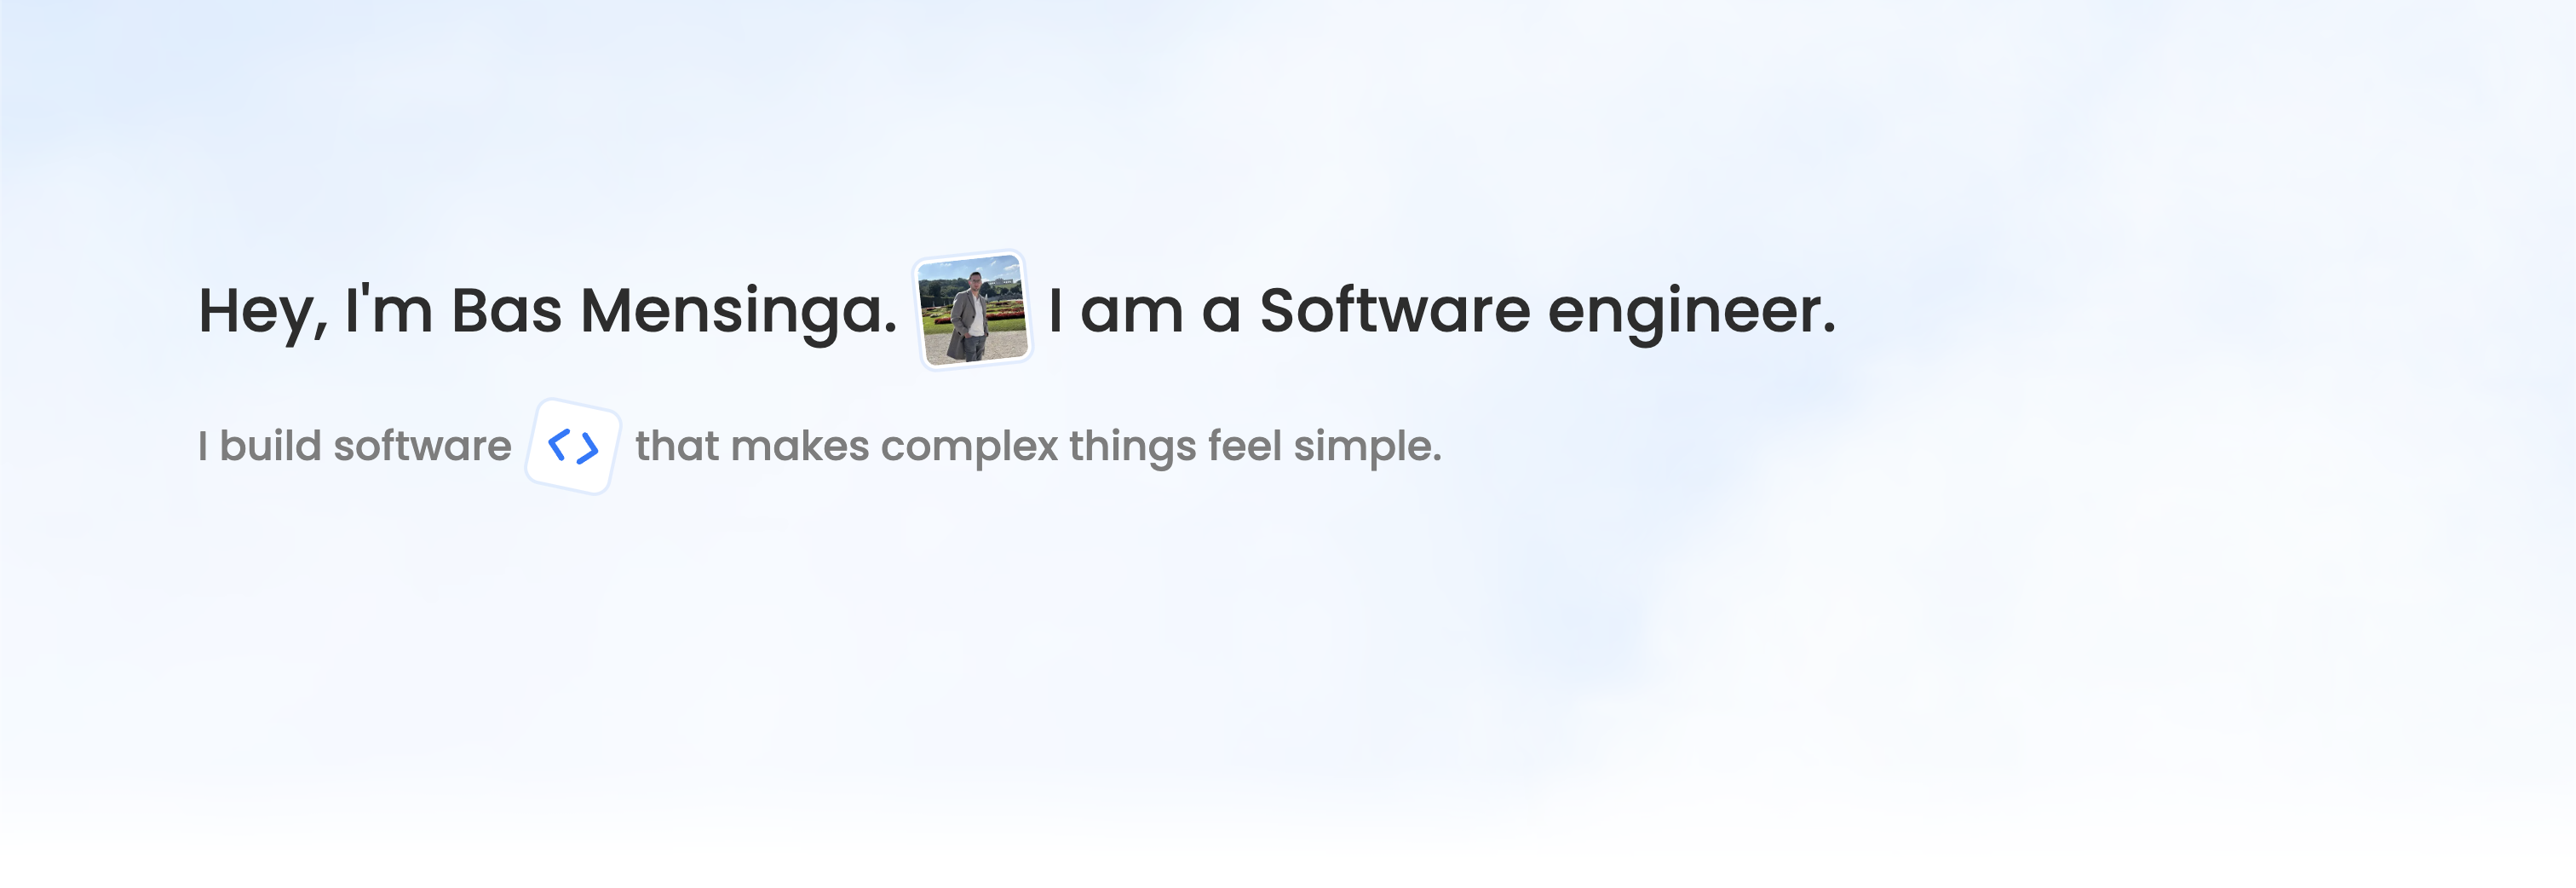 Hey, I'm Bas Mensinga. I am a Software engineer.
I build software <> that makes complex things feel simple.